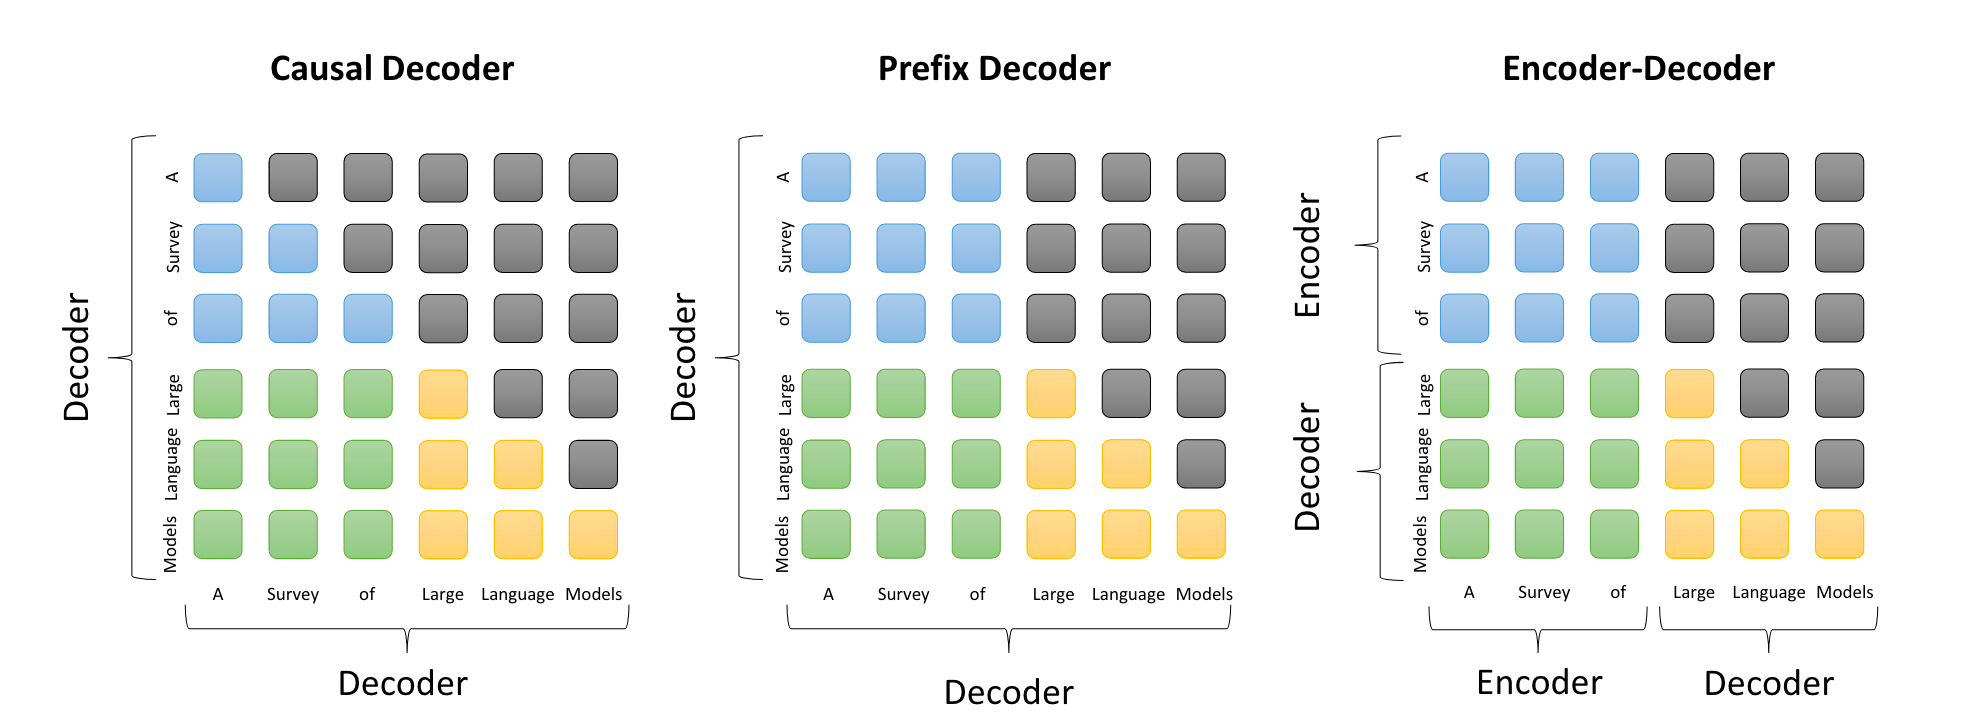 Causal Decoder
Decoder
A
Survey
of
Large
Language
Models
A Survey of Large Language Models
Decoder
Prefix Decoder
Decoder
A
Survey
of
Large
Language
Models
A Survey of Large Language Models
Decoder
Encoder-Decoder
Encoder
Decoder
A
Survey
of
Large
Language
Models
A Survey of Large Language Models
Encoder Decoder